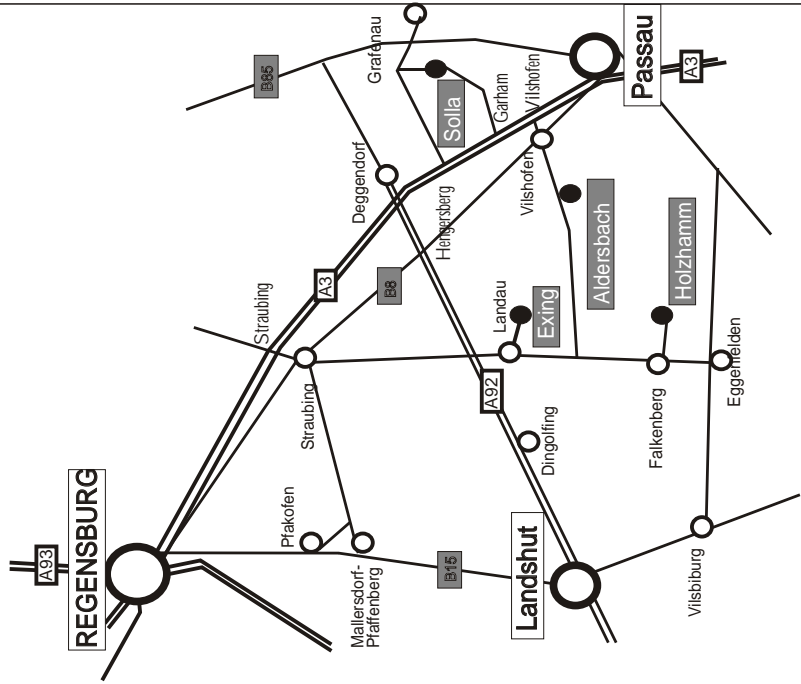 A93
REGENSBURG
Pfakofen
Mallersdorf-
Pfaffenberg
B15
Landshut
Vilsbiburg
Straubing
Straubing
A3
B8
A92
Dingolfing
Landau
Exing
Falkenberg
Holzhamm
Eggenfelden
Deggendorf
Hengersberg
B85
Grafenau
Solla
Garham
Vilshofen
Vilshofen
Aldersbach
Passau
A3